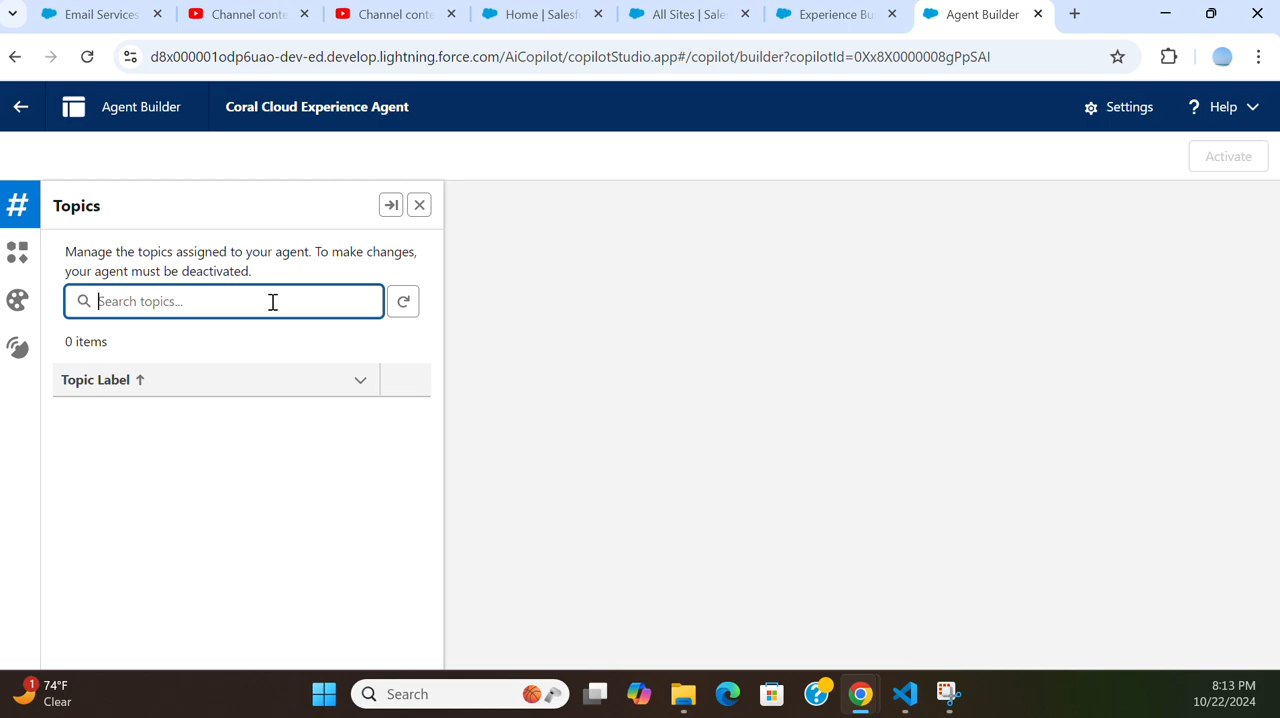 Email Services
Channel conte
Channel conte
Home | Salesf
All Sites | Sale
Experience Bu
Agent Builder
d8x000001odp6uao-dev-ed.develop.lightning.force.com/AiCopilot/copilotStudio.app#/copilot/builder?copilotId=0Xx8X0000008gPpSAI
Agent Builder
Coral Cloud Experience Agent
Settings
? Help
Activate
# Topics
Manage the topics assigned to your agent. To make changes,
your agent must be deactivated.
Search topics...
0 items
Topic Label ↑
1
74°F
Clear
Search
8:13 PM
10/22/2024